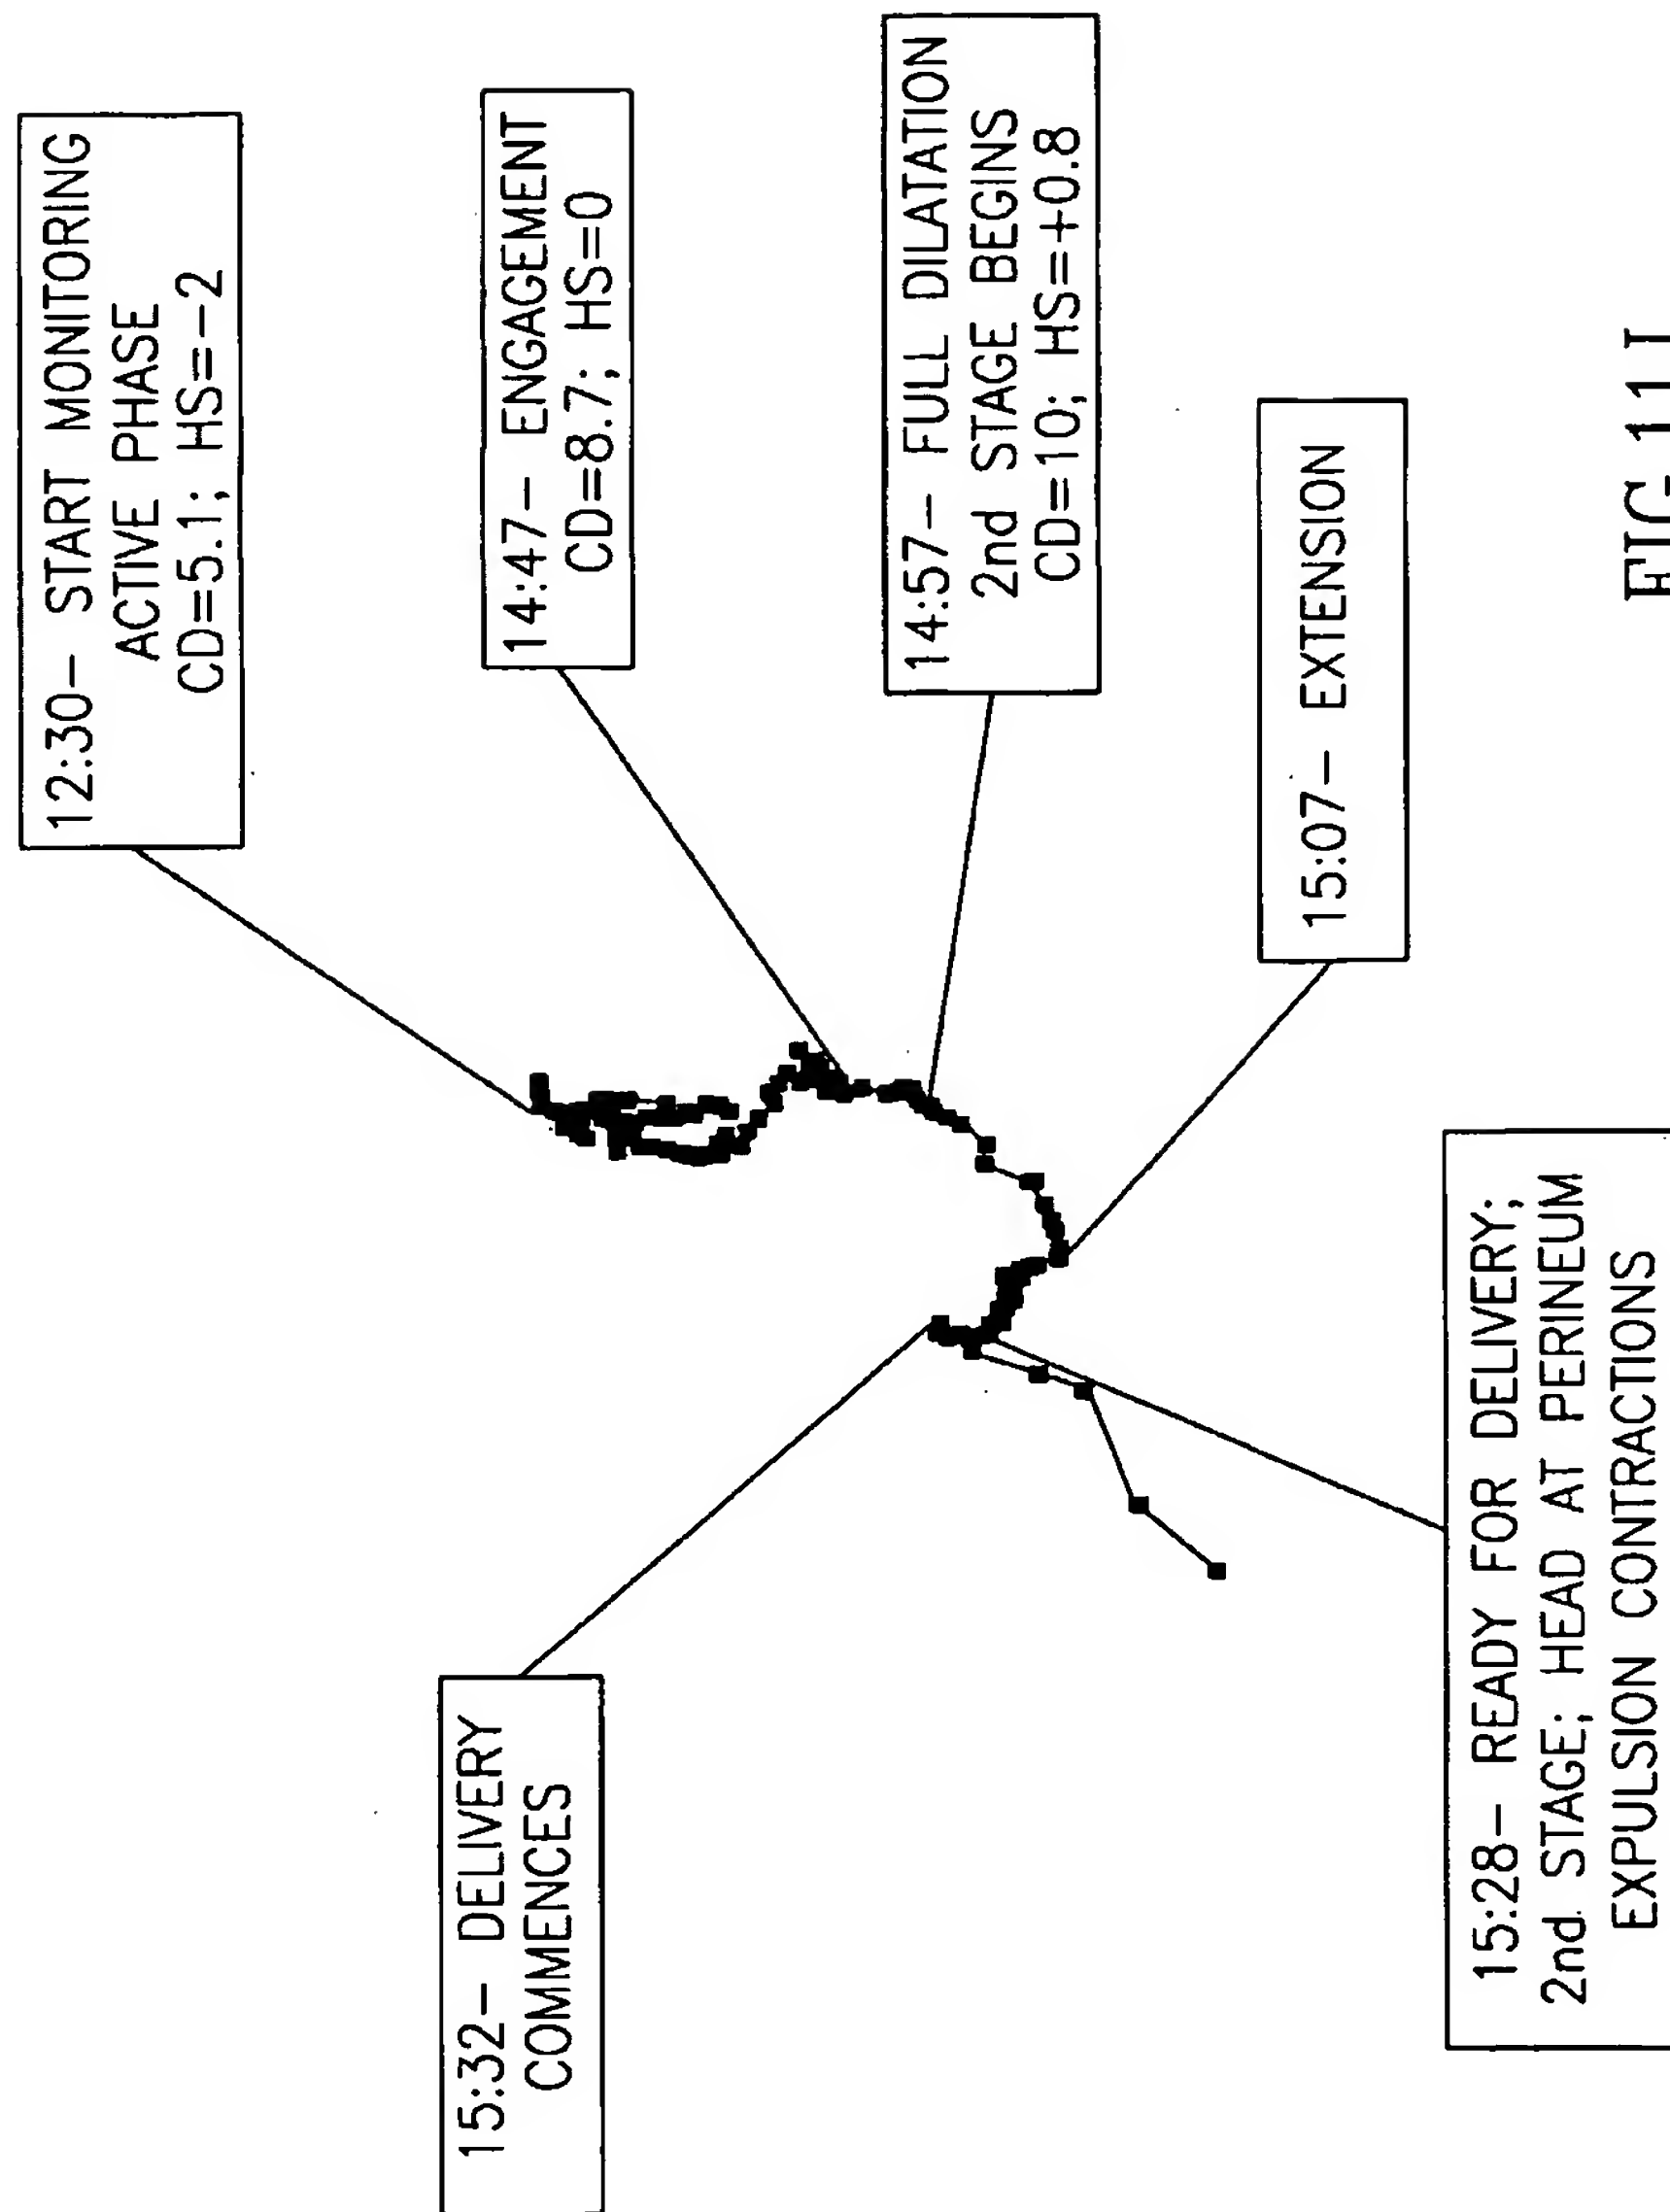 12:30– START MONITORING
ACTIVE PHASE
CD=5.1; HS=–2
15:32– DELIVERY
COMMENCES
14:47– ENGAGEMENT
CD=8.7; HS=0
14:57– FULL DILATATION
2nd STAGE BEGINS
CD=10; HS=+0.8
15:07– EXTENSION
15:28– READY FOR DELIVERY;
2nd STAGE; HEAD AT PERINEUM
EXPULSION CONTRACTIONS
FIG